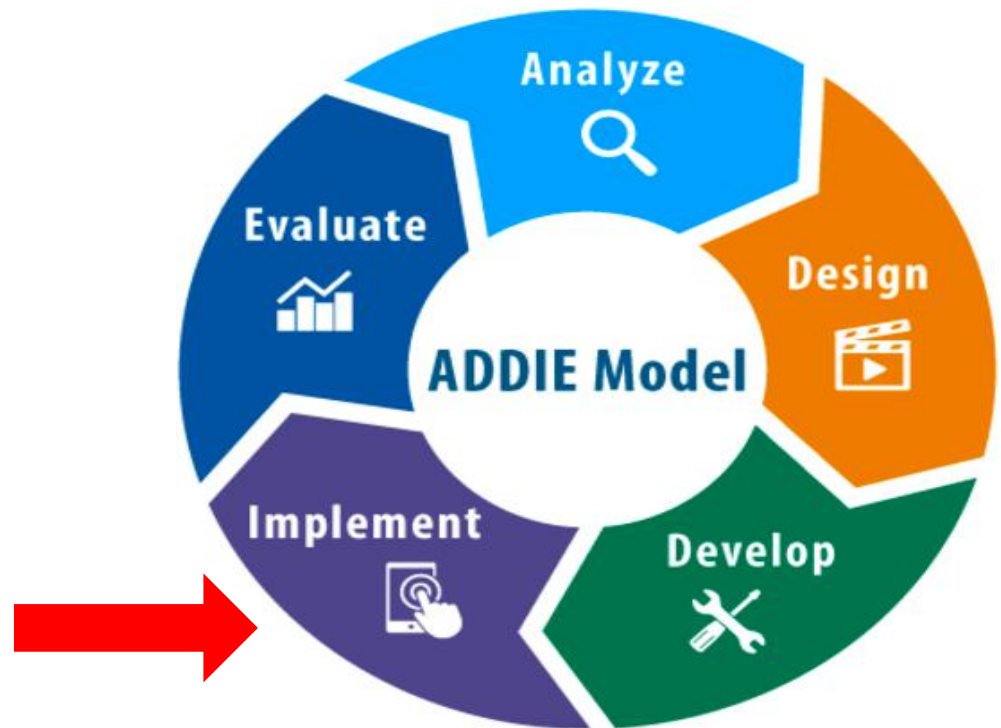 Analyze
Design
Develop
Implement
Evaluate
ADDIE Model